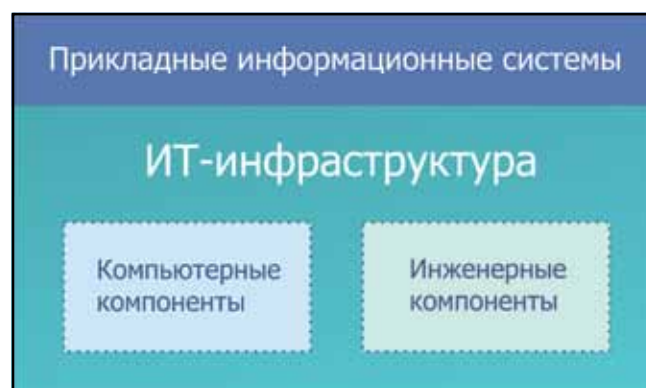 Прикладные информационные системы
ИТ-инфраструктура
Компьютерные
компоненты
Инженерные
компоненты